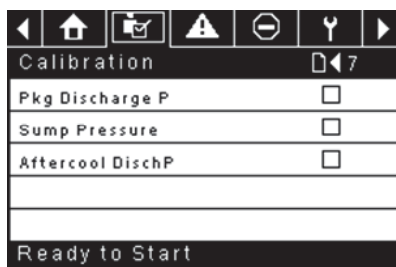 Calibration 7
Pkg Discharge P
Sump Pressure
Aftercool DischP
Ready to Start